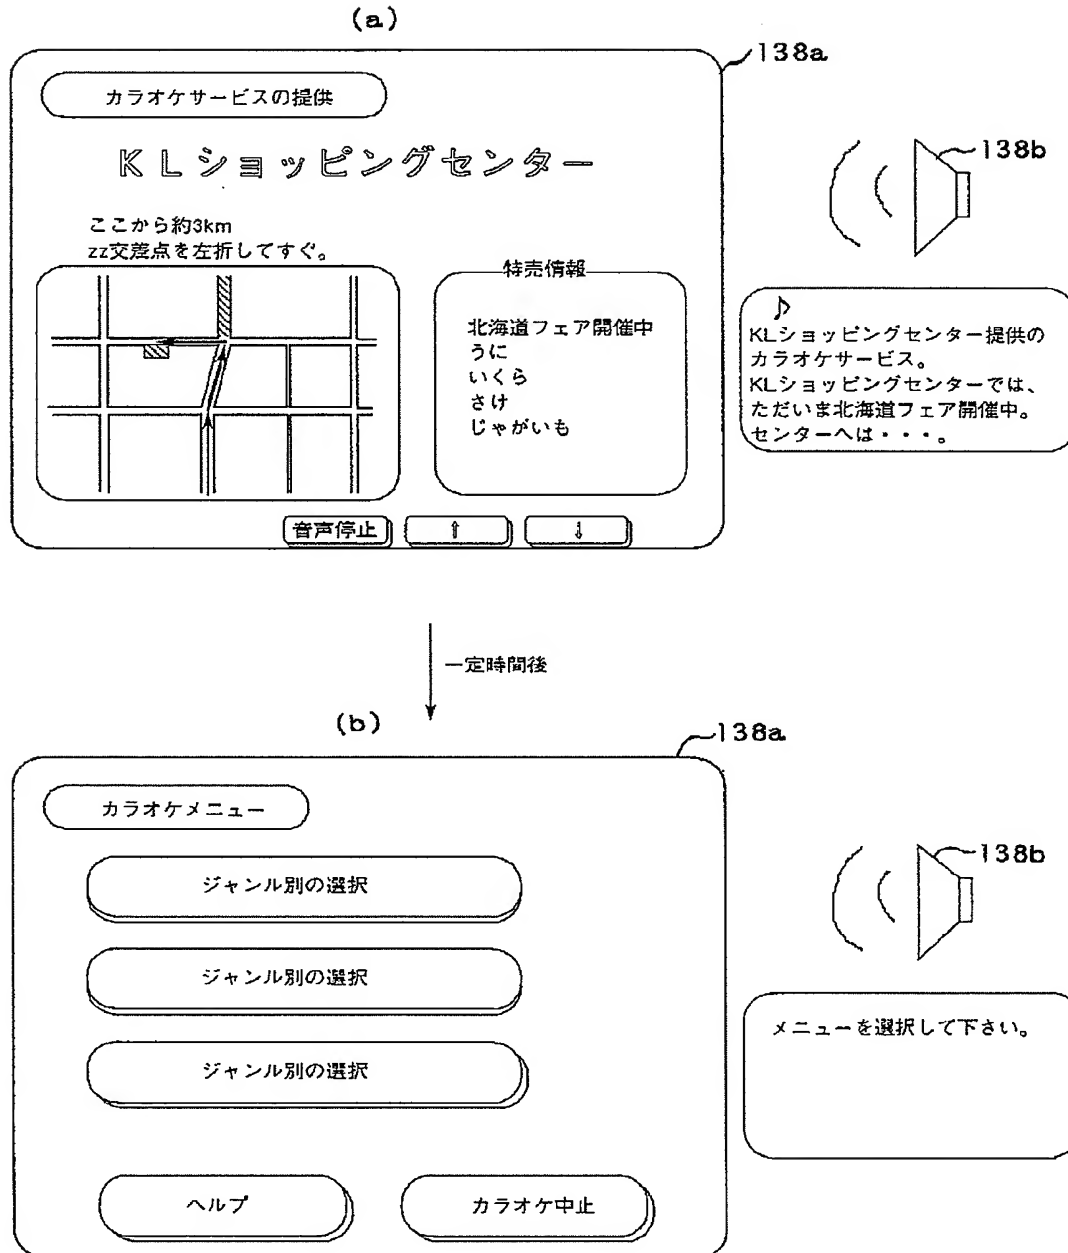 (a)
138a
カラオケサービスの提供
KLショッピングセンター
138b
ここから約3km
zz交差点を左折してすぐ。
特売情報
北海道フェア開催中
うに
いくら
さけ
じゃがいも
♪
KLショッピングセンター提供の
カラオケサービス。
KLショッピングセンターでは、
ただいま北海道フェア開催中。
センターへは・・・。
音声停止
⇧
⇩
一定時間後
(b)
138a
カラオケメニュー
138b
ジャンル別の選択
ジャンル別の選択
ジャンル別の選択
メニューを選択して下さい。
ヘルプ
カラオケ中止